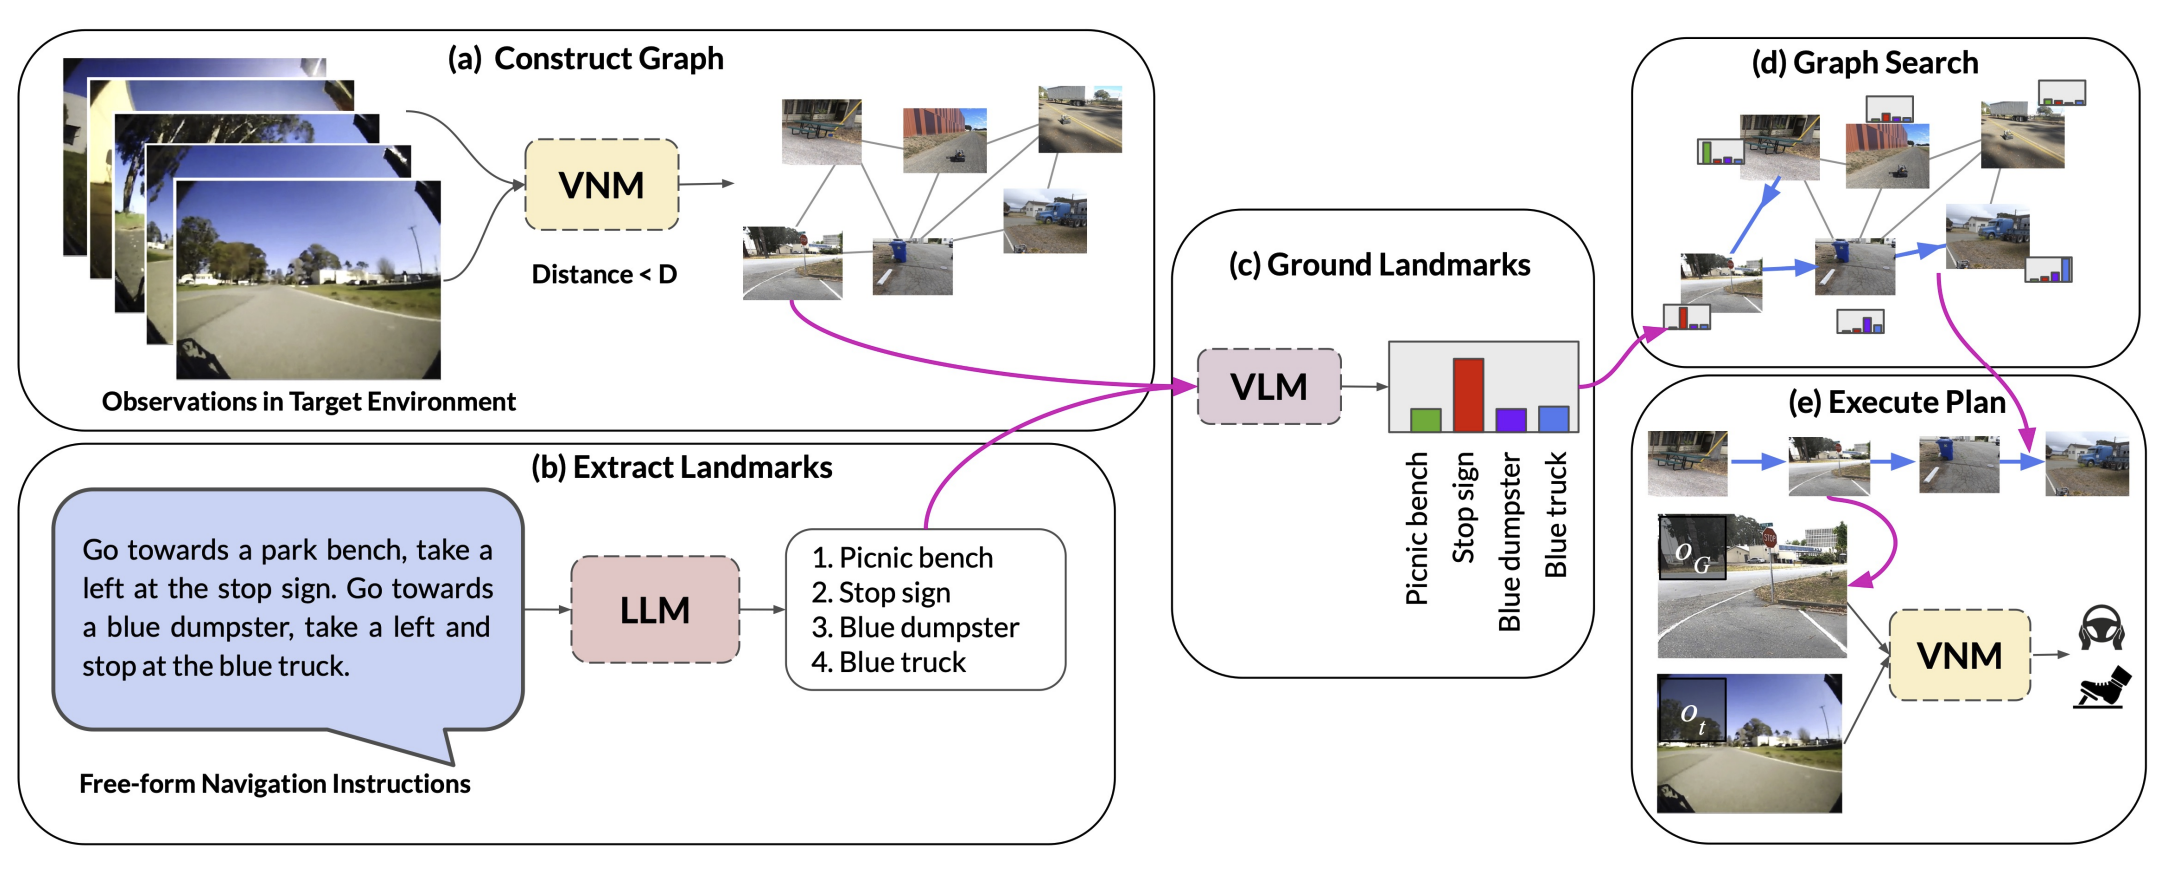 (a) Construct Graph
VNM
Distance < D
Observations in Target Environment
(b) Extract Landmarks
Go towards a park bench, take a
left at the stop sign. Go towards
a blue dumpster, take a left and
stop at the blue truck.
LLM
1. Picnic bench
2. Stop sign
3. Blue dumpster
4. Blue truck
Free-form Navigation Instructions
(c) Ground Landmarks
VLM
Picnic bench
Stop sign
Blue dumpster
Blue truck
(d) Graph Search
(e) Execute Plan
o_G
STOP
o_t
VNM